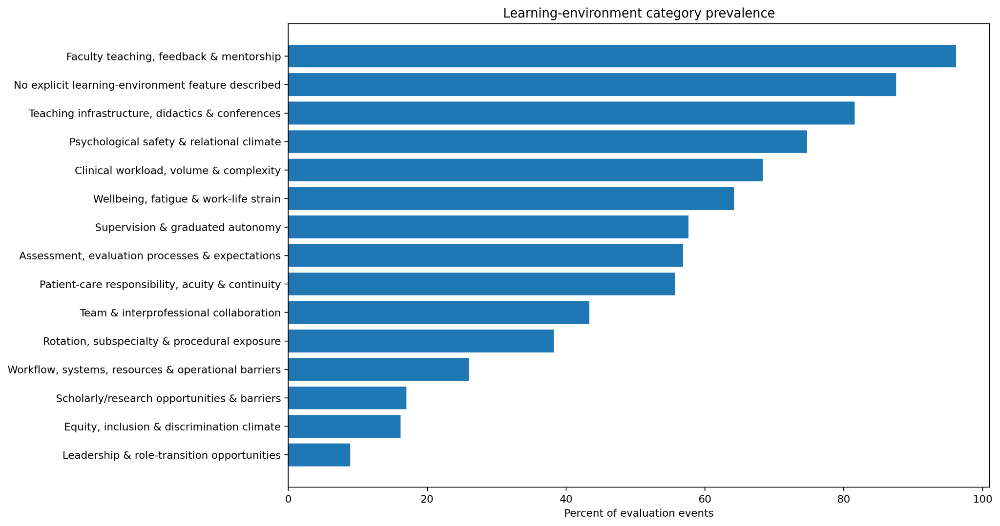 Learning-environment category prevalence
Faculty teaching, feedback & mentorship
No explicit learning-environment feature described
Teaching infrastructure, didactics & conferences
Psychological safety & relational climate
Clinical workload, volume & complexity
Wellbeing, fatigue & work-life strain
Supervision & graduated autonomy
Assessment, evaluation processes & expectations
Patient-care responsibility, acuity & continuity
Team & interprofessional collaboration
Rotation, subspecialty & procedural exposure
Workflow, systems, resources & operational barriers
Scholarly/research opportunities & barriers
Equity, inclusion & discrimination climate
Leadership & role-transition opportunities
0 20 40 60 80 100
Percent of evaluation events